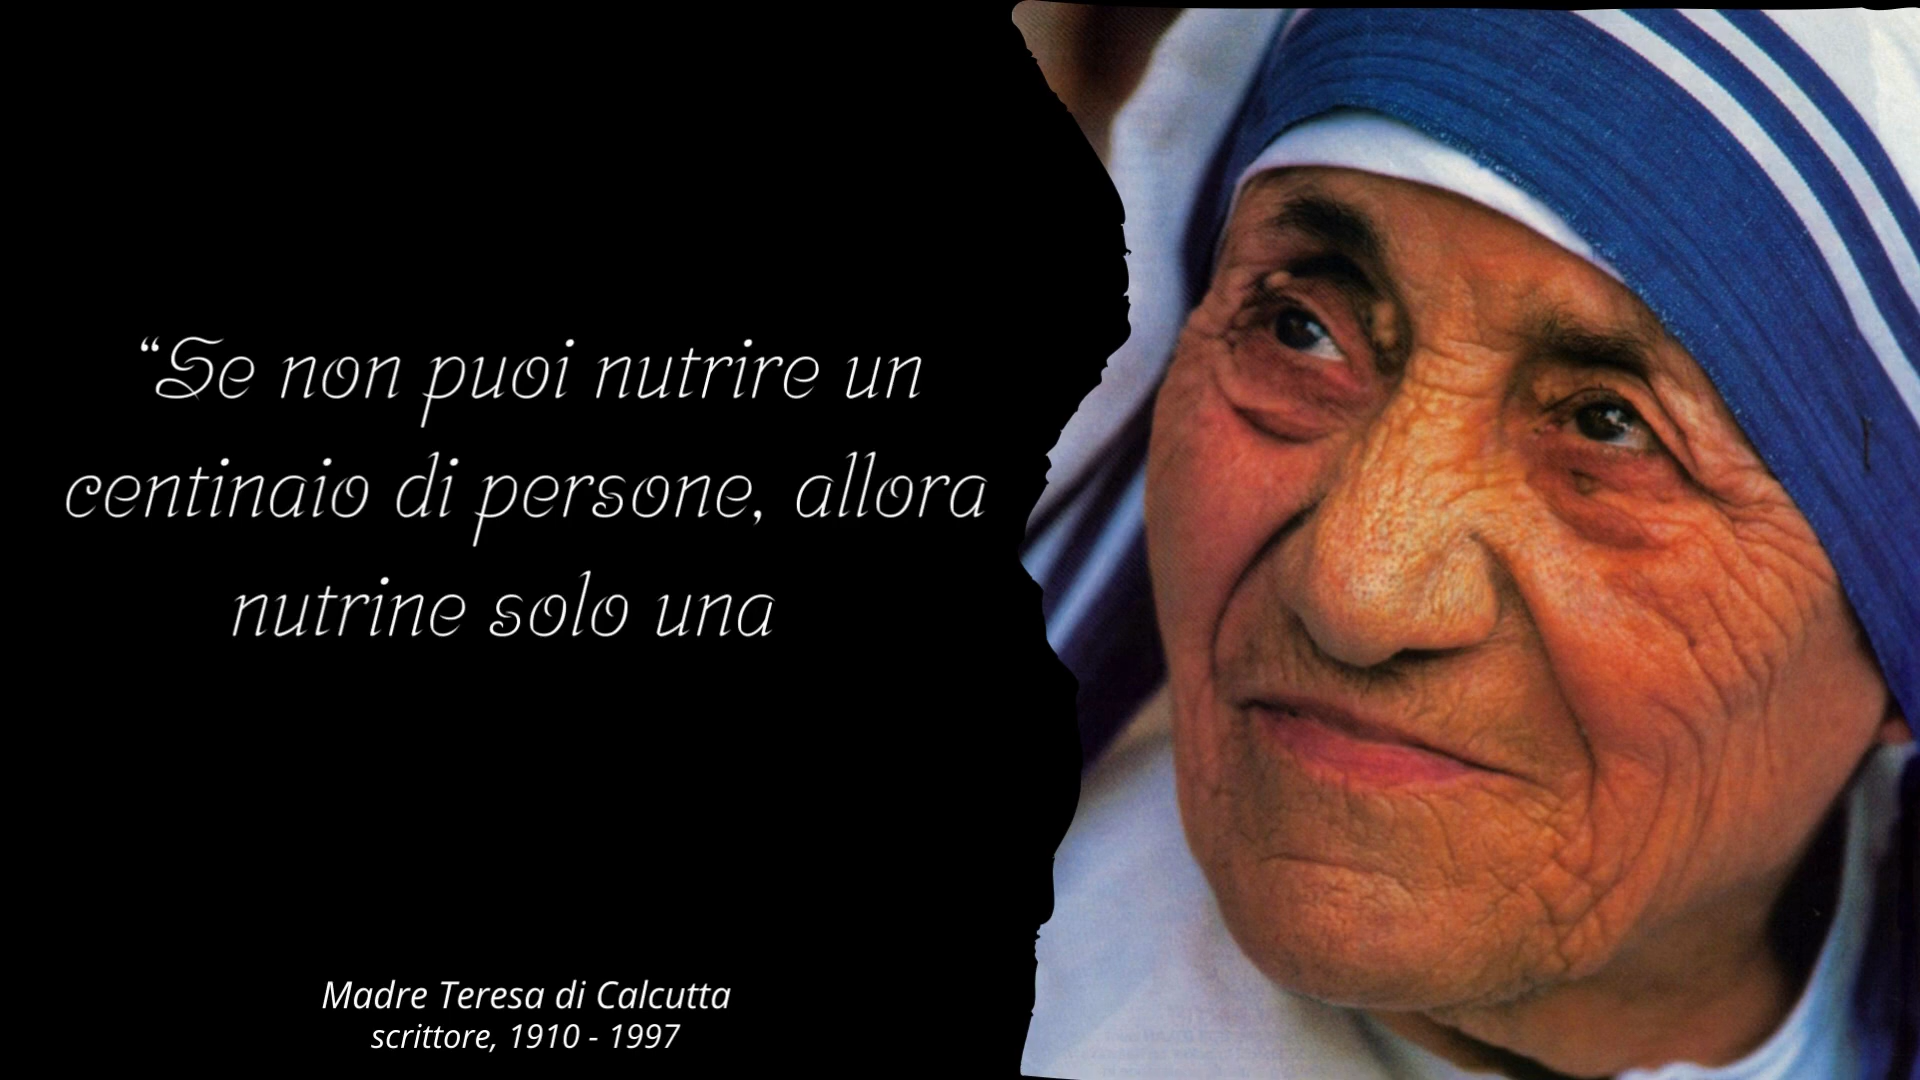 “Se non puoi nutrire un
centinaio di persone, allora
nutrine solo una
Madre Teresa di Calcutta
scrittore, 1910 - 1997